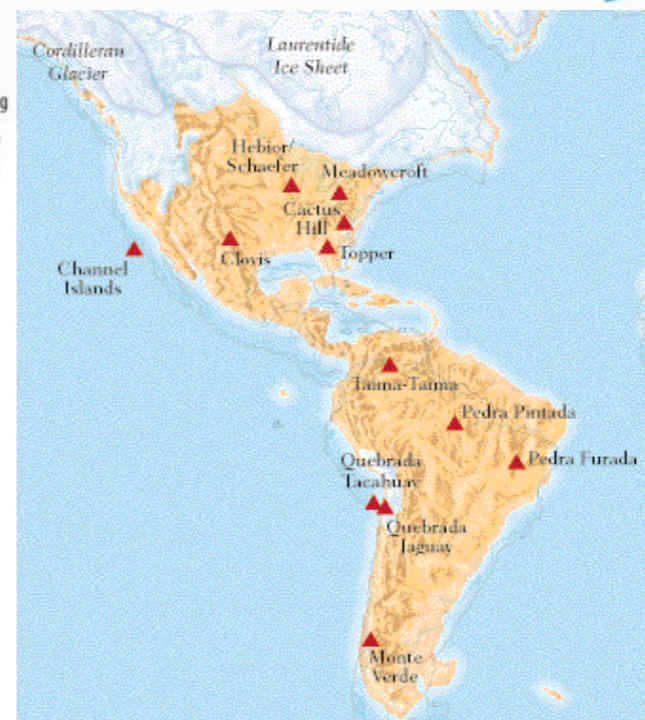 Cordilleran
Glacier
Laurentide
Ice Sheet
Hebior/
Schaefer
Meadowcroft
Cactus
Hill
Topper
Clovis
Channel
Islands
Taima-Taima
Pedra Pintada
Pedra Furada
Quebrada
Tacahuay
Quebrada
Jaguay
Monte
Verde